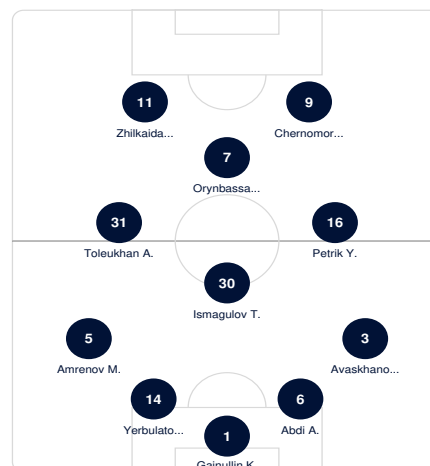 11
9
Zhilkaida...
Chernomor...
7
Orynbassa...
31
16
Toleukhan A.
Petrik Y.
30
Ismagulov T.
5
3
Amrenov M.
Avaskhano...
14
6
Yerbulato...
Abdi A.
1
Gainullin K.